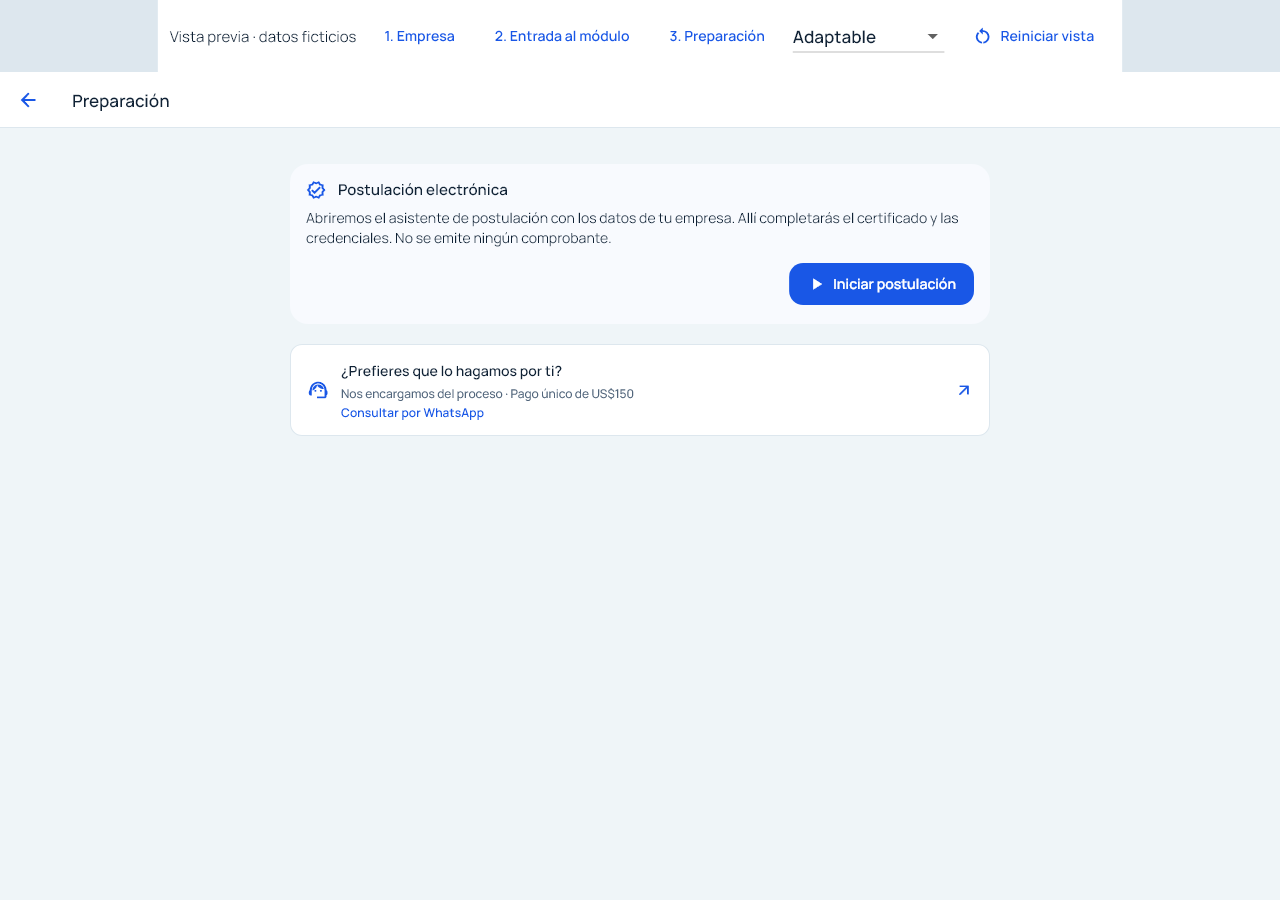 Vista previa · datos ficticios
1. Empresa
2. Entrada al módulo
3. Preparación
Adaptable
Reiniciar vista
Preparación
Postulación electrónica
Abriremos el asistente de postulación con los datos de tu empresa. Allí completarás el certificado y las
credenciales. No se emite ningún comprobante.
Iniciar postulación
¿Prefieres que lo hagamos por ti?
Nos encargamos del proceso · Pago único de US$150
Consultar por WhatsApp